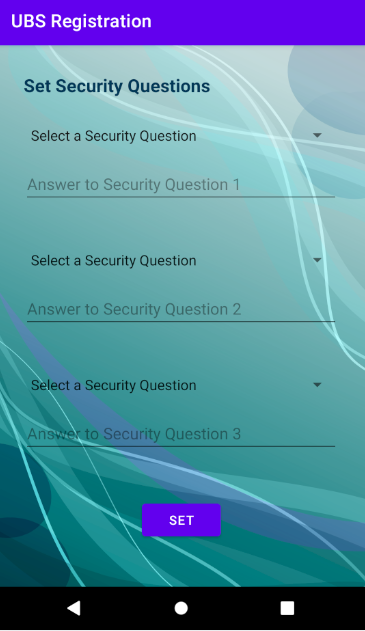 UBS Registration
Set Security Questions
Select a Security Question
Answer to Security Question 1
Select a Security Question
Answer to Security Question 2
Select a Security Question
Answer to Security Question 3
SET